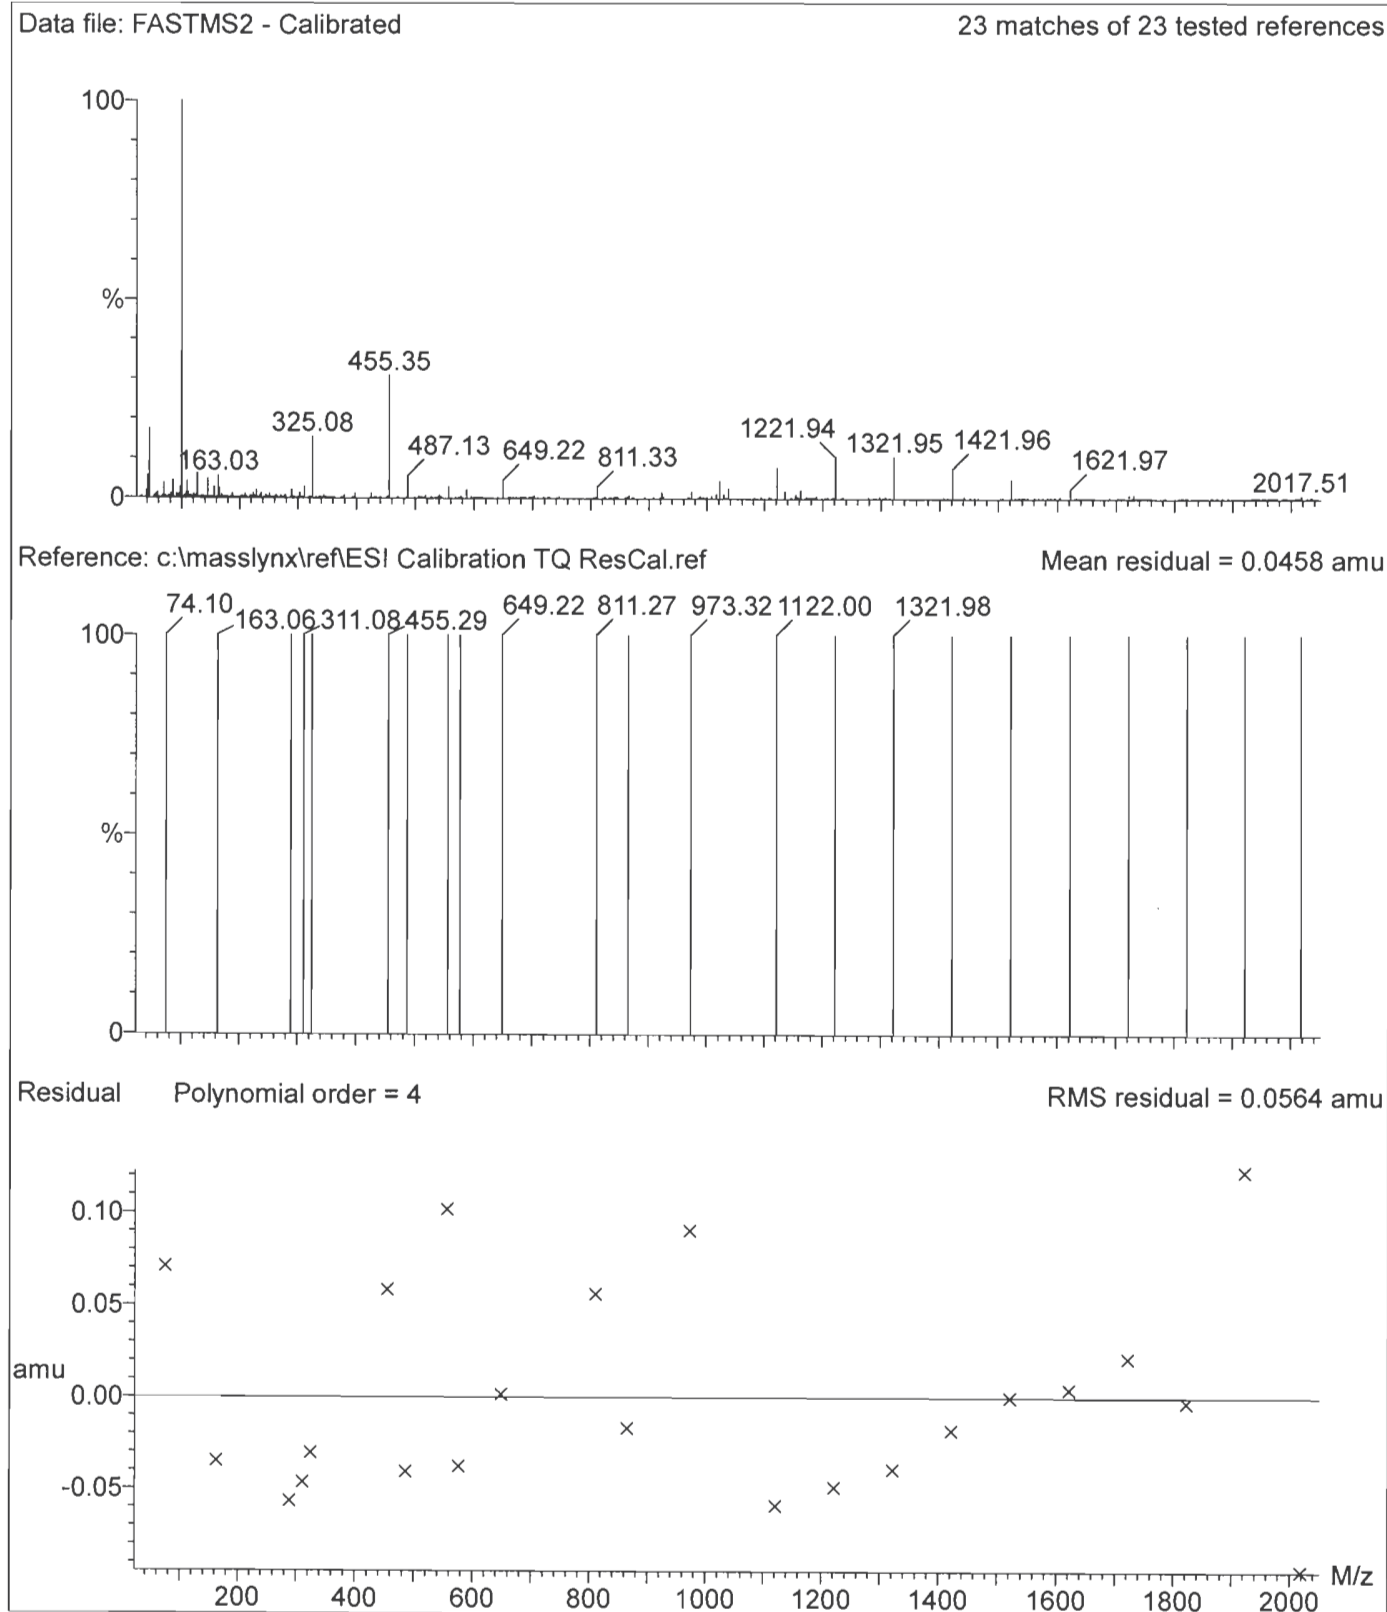 Data file: FASTMS2 - Calibrated 23 matches of 23 tested references
100
%
455.35
325.08
163.03 487.13 649.22 811.33 1221.94 1321.95 1421.96 1621.97 2017.51
0
Reference: c:\masslynx\ref\ESI Calibration TQ ResCal.ref Mean residual = 0.0458 amu
74.10 163.06 311.08 455.29 649.22 811.27 973.32 1122.00 1321.98
100
%
0
Residual Polynomial order = 4 RMS residual = 0.0564 amu
0.10
0.05
amu
0.00
-0.05
200 400 600 800 1000 1200 1400 1600 1800 2000 M/z